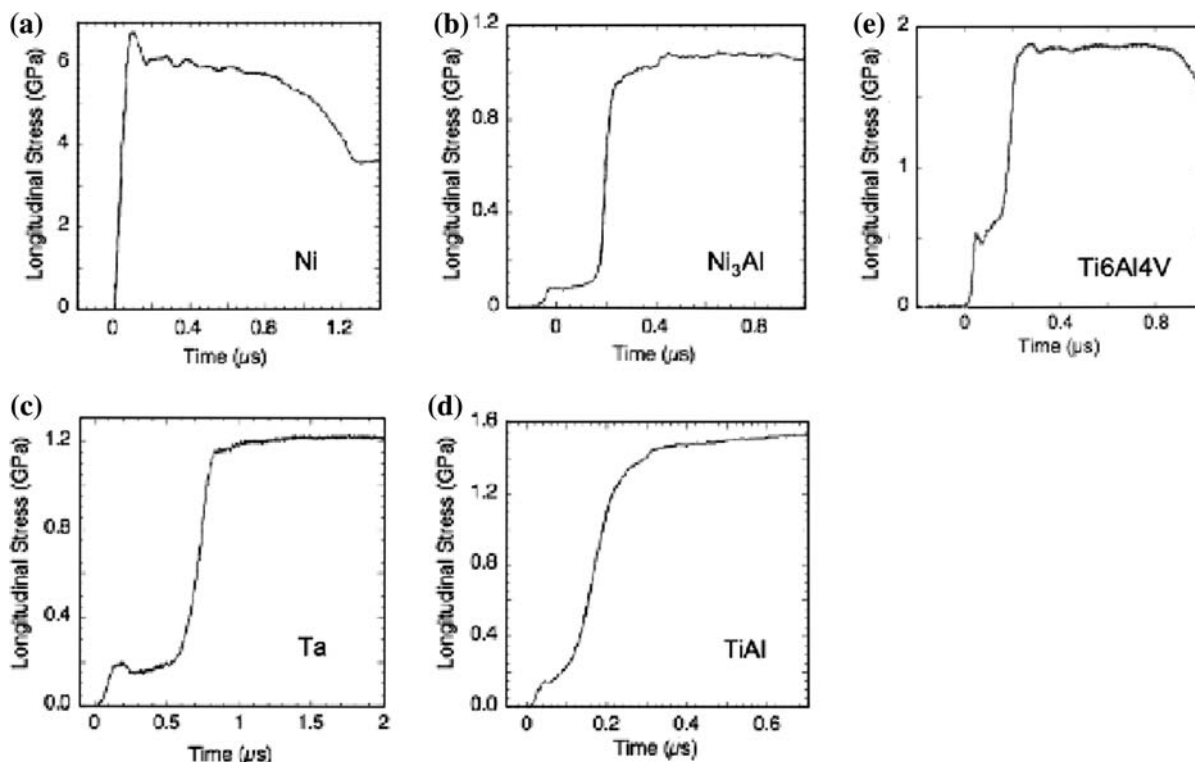 (a)
Longitudinal Stress (GPa)
6
4
2
0
0 0.4 1.2
Time (µs)
Ni
(b)
Longitudinal Stress (GPa)
1.2
0.8
0.4
0.0
0 0.4 0.8
Time (µs)
Ni₃Al
(e)
Longitudinal Stress (GPa)
2
1
0
0 0.4 0.8
Time (µs)
Ti6Al4V
(c)
Longitudinal Stress (GPa)
1.2
0.8
0.4
0.0
0 0.5 1 1.5 2
Time (µs)
Ta
(d)
Longitudinal Stress (GPa)
1.6
1.2
0.8
0.4
0.0
0 0.2 0.4 0.6
Time (µs)
TiAl